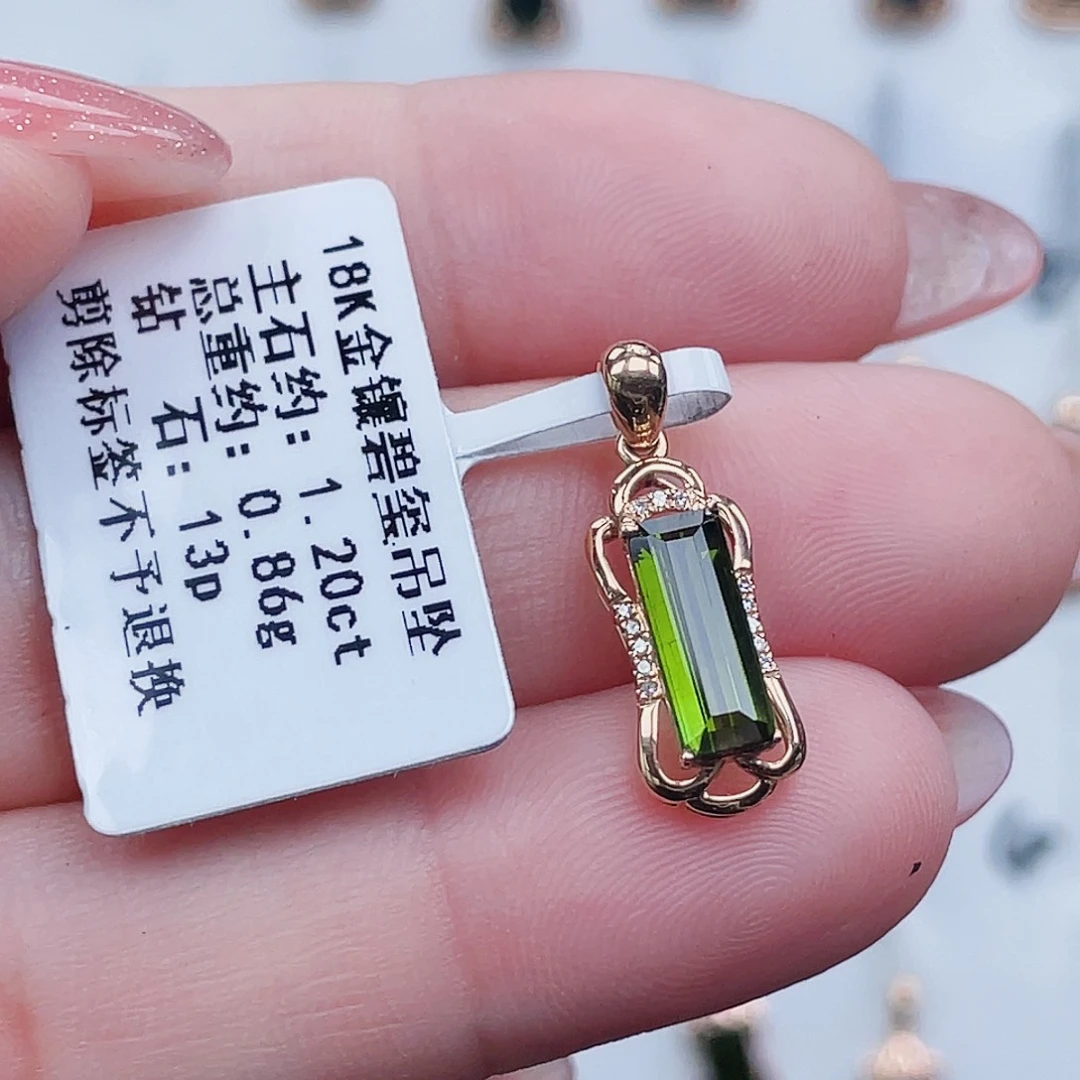 18K金镶碧玺吊坠
主石约: 1.20ct
总重约: 0.86g
钻 石: 13p
剪除标签不予退换